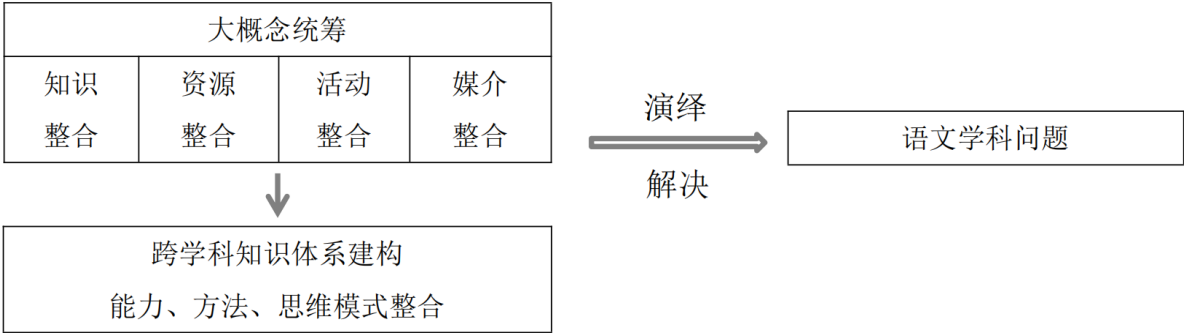 大概念统筹
知识 资源 活动 媒介
整合 整合 整合 整合
演绎
解决
语文学科问题
跨学科知识体系建构
能力、方法、思维模式整合